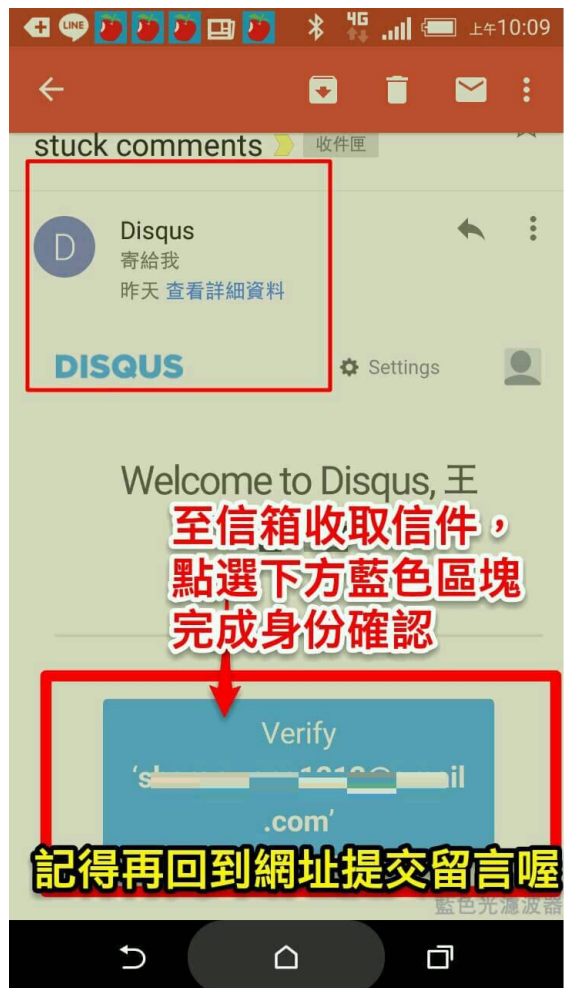 LINE
4G
上午10:09
stuck comments 收件匣
D
Disqus
寄給我
昨天 查看詳細資料
DISQUS
Settings
Welcome to Disqus, 王
至信箱收取信件，
點選下方藍色區塊
完成身份確認
Verify
.com’
記得再回到網址提交留言喔
藍色光濾波器